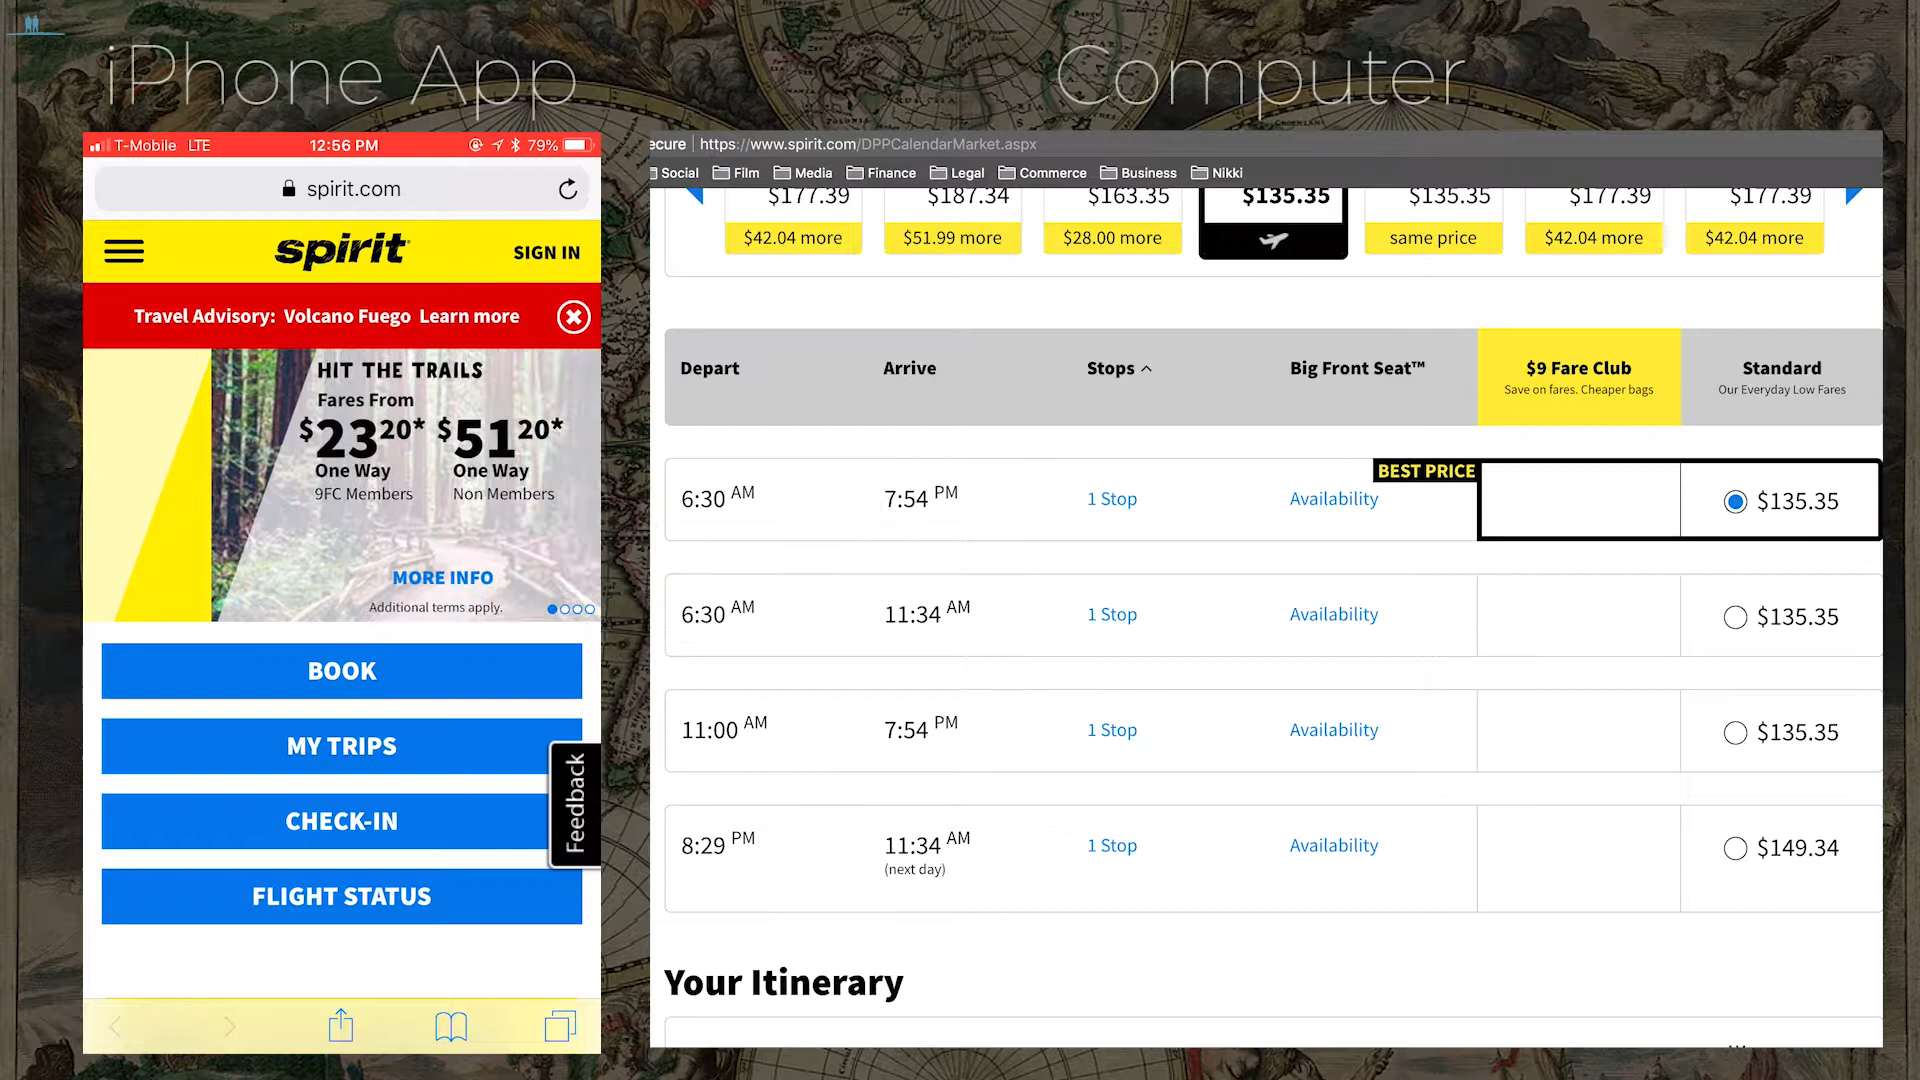 iPhone App
Computer
T-Mobile LTE 12:56 PM 79%
spirit.com
spirit
SIGN IN
Travel Advisory: Volcano Fuego Learn more
HIT THE TRAILS
Fares From
$2320* $5120*
One Way One Way
9FC Members Non Members
MORE INFO
Additional terms apply.
BOOK
MY TRIPS
CHECK-IN
FLIGHT STATUS
Feedback
ecure https://www.spirit.com/DPPCalendarMarket.aspx
Social Film Media Finance Legal Commerce Business Nikki
$177.39 $187.34 $163.35 $135.35 $135.35 $177.39 $177.39
$42.04 more $51.99 more $28.00 more same price $42.04 more $42.04 more
Depart Arrive Stops Big Front Seat™ $9 Fare Club Standard
Save on fares. Cheaper bags Our Everyday Low Fares
BEST PRICE
6:30 AM 7:54 PM 1 Stop Availability $135.35
6:30 AM 11:34 AM 1 Stop Availability $135.35
11:00 AM 7:54 PM 1 Stop Availability $135.35
8:29 PM 11:34 AM 1 Stop Availability $149.34
(next day)
Your Itinerary